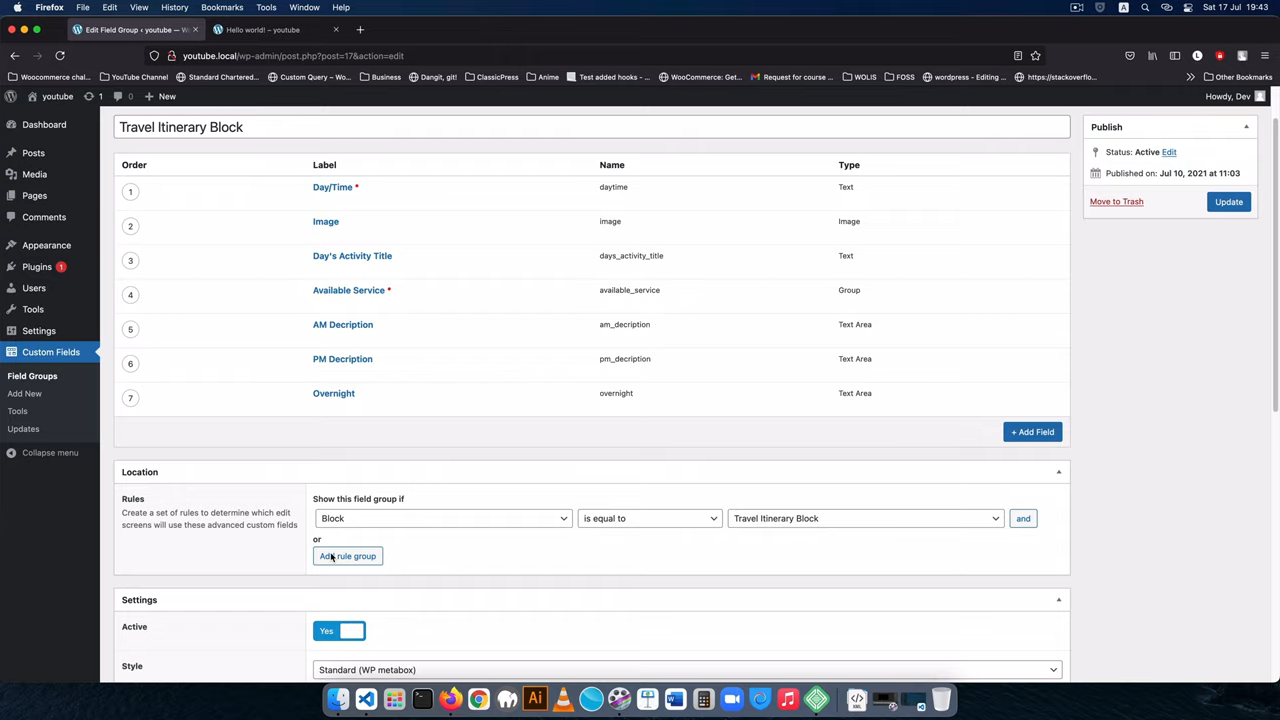 Firefox File Edit View History Bookmarks Tools Window Help A Sat 17 Jul 19:43
Edit Field Group ‹ youtube — W Hello world! – youtube
youtube.local/wp-admin/post.php?post=17&action=edit
Woocommerce chan... YouTube Channel Standard Chartered... Custom Query – Wo... Business Dangit, git! ClassicPress Anime Test added hooks - ... WooCommerce: Get... Request for course ... WOLIS FOSS wordpress - Editing ... https://stackoverflo... Other Bookmarks
youtube 1 0 New Howdy, Dev
Dashboard
Posts
Media
Pages
Comments
Appearance
Plugins 1
Users
Tools
Settings
Custom Fields
Field Groups
Add New
Tools
Updates
Collapse menu
Travel Itinerary Block
Order Label Name Type
1 Day/Time * daytime Text
2 Image image Image
3 Day's Activity Title days_activity_title Text
4 Available Service * available_service Group
5 AM Decription am_decription Text Area
6 PM Decription pm_decription Text Area
7 Overnight overnight Text Area
+ Add Field
Location
Rules
Create a set of rules to determine which edit
screens will use these advanced custom fields
Show this field group if
Block is equal to Travel Itinerary Block and
or
Add rule group
Settings
Active
Yes
Style
Standard (WP metabox)
Publish
Status: Active Edit
Published on: Jul 10, 2021 at 11:03
Move to Trash Update
Ai W